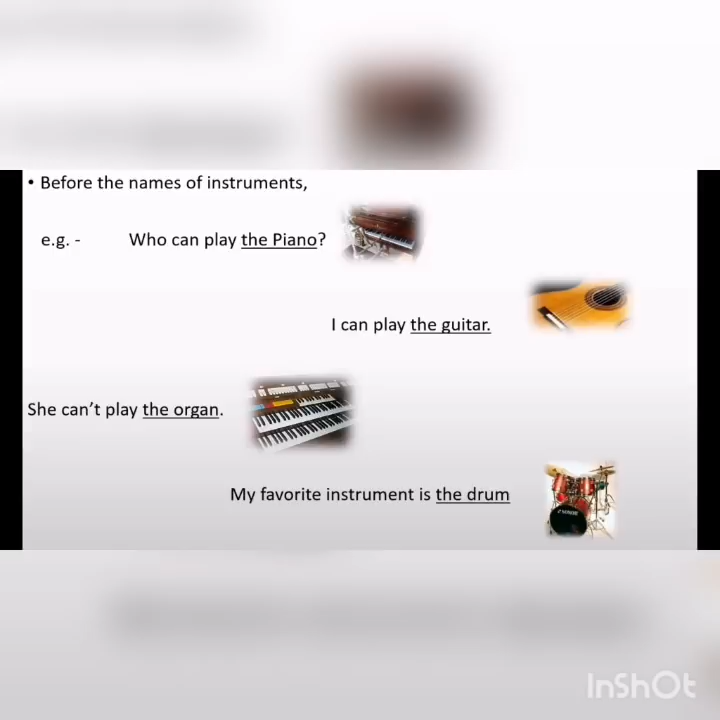 • Before the names of instruments,
e.g. - Who can play the Piano?
I can play the guitar.
She can't play the organ.
My favorite instrument is the drum
InShOt